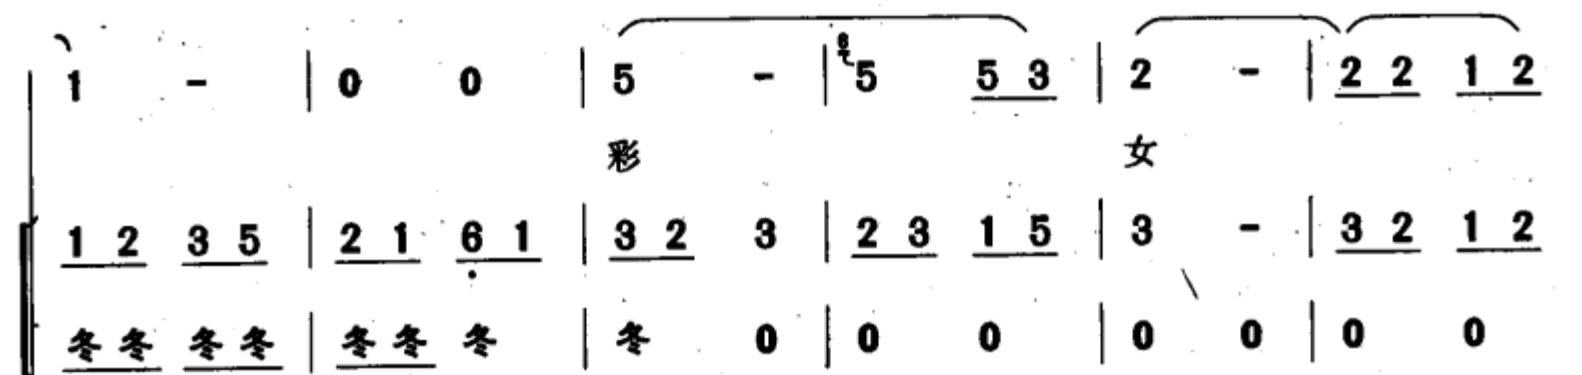 1 - | 0 0 | 5 - | 6 5 5 3 | 2 - | 2 2 1 2
彩 女
1 2 3 5 | 2 1 6̣ 1 | 3 2 3 | 2 3 1 5 | 3 - | 3 2 1 2
冬冬 冬冬 | 冬冬 冬 | 冬 0 | 0 0 | 0 0 | 0 0